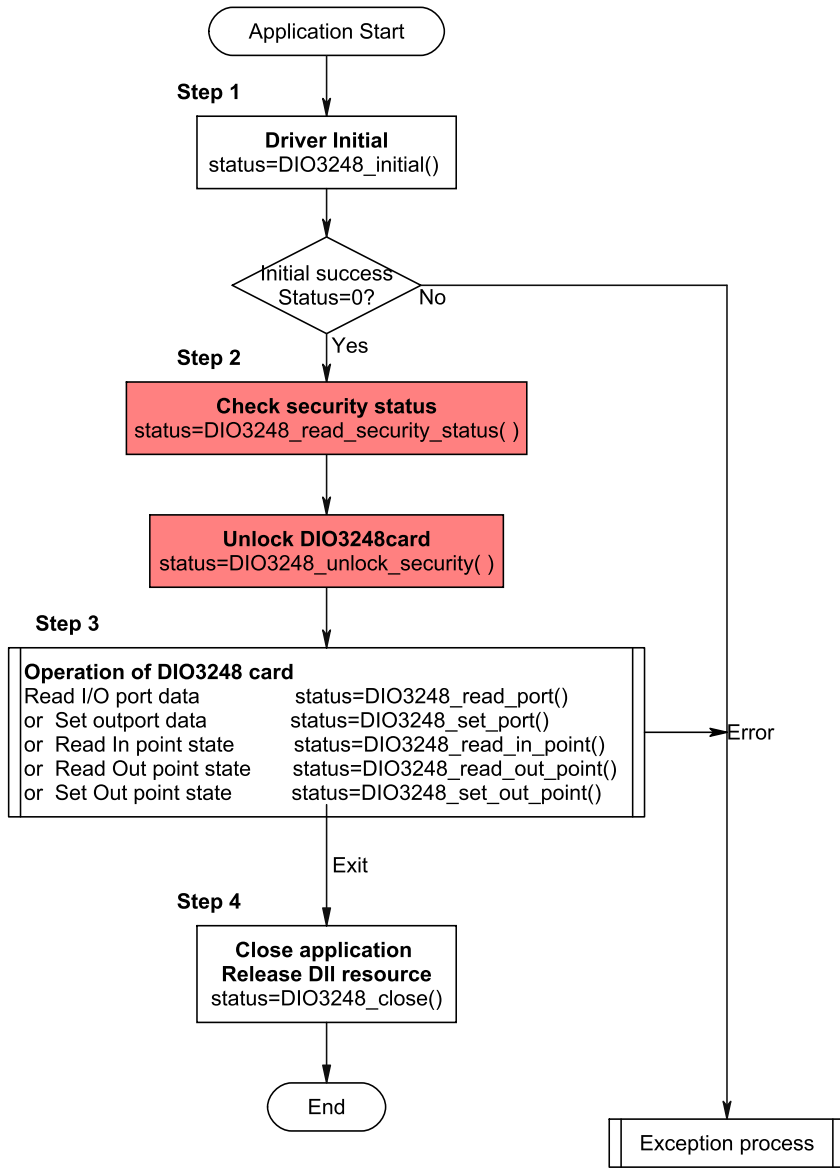 Application Start
Step 1
Driver Initial
status=DIO3248_initial()
Initial success
Status=0?
No
Yes
Step 2
Check security status
status=DIO3248_read_security_status( )
Unlock DIO3248card
status=DIO3248_unlock_security( )
Step 3
Operation of DIO3248 card
Read I/O port data status=DIO3248_read_port()
or Set outport data status=DIO3248_set_port()
or Read In point state status=DIO3248_read_in_point()
or Read Out point state status=DIO3248_read_out_point()
or Set Out point state status=DIO3248_set_out_point()
Error
Exit
Step 4
Close application
Release Dll resource
status=DIO3248_close()
End
Exception process